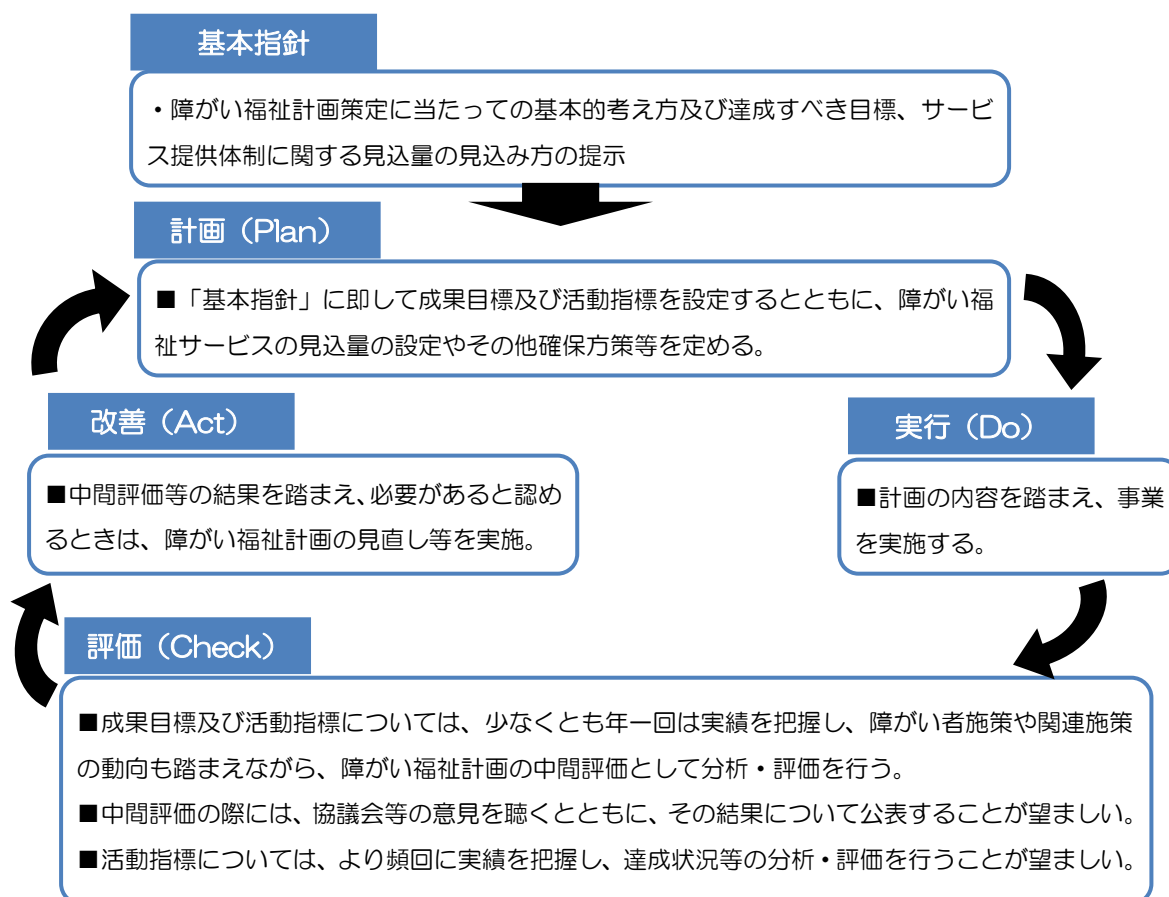 基本指針
・障がい福祉計画策定に当たっての基本的考え方及び達成すべき目標、サービ
ス提供体制に関する見込量の見込み方の提示
計画（Plan）
■「基本指針」に即して成果目標及び活動指標を設定するとともに、障がい福
祉サービスの見込量の設定やその他確保方策等を定める。
改善（Act）
■中間評価等の結果を踏まえ、必要があると認め
るときは、障がい福祉計画の見直し等を実施。
実行（Do）
■計画の内容を踏まえ、事業
を実施する。
評価（Check）
■成果目標及び活動指標については、少なくとも年一回は実績を把握し、障がい者施策や関連施策
の動向も踏まえながら、障がい福祉計画の中間評価として分析・評価を行う。
■中間評価の際には、協議会等の意見を聴くとともに、その結果について公表することが望ましい。
■活動指標については、より頻回に実績を把握し、達成状況等の分析・評価を行うことが望ましい。